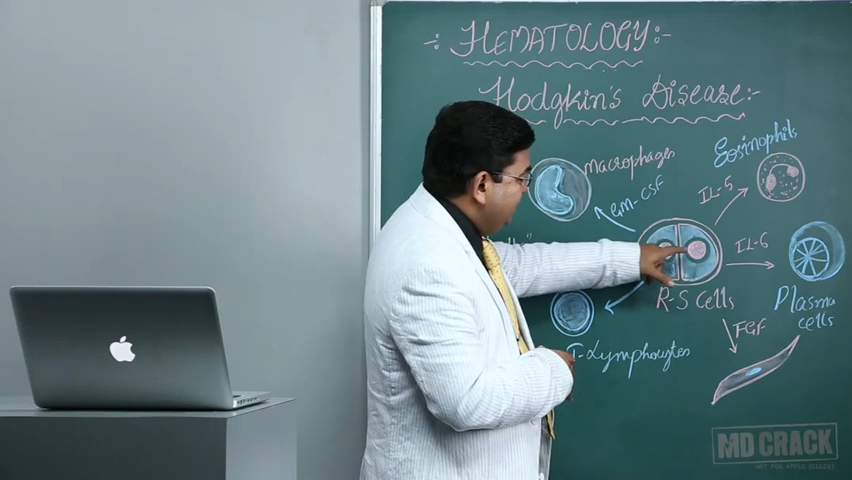 -: HEMATOLOGY:-
Hodgkin's Disease:-
Macrophages
GM-CSF
IL-5
Eosinophils
IL-6
Plasma
cells
R-S Cells
T-Lymphocytes
FGF
MD CRACK